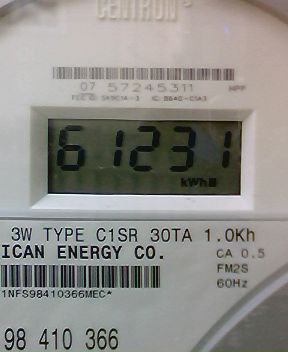 CENTRON®
07 57245311
61231
kWh
3W TYPE C1SR 30TA 1.0Kh
ICAN ENERGY CO.
CA 0.5
FM2S
60Hz
1NFS98410366MEC*
98 410 366